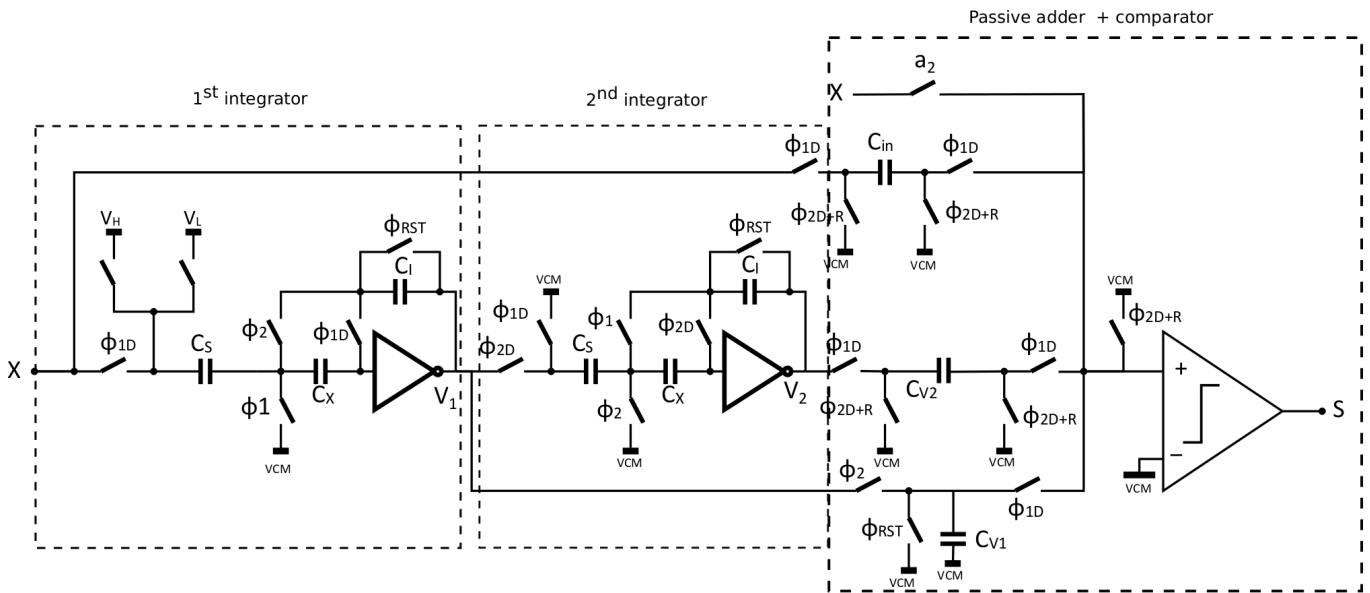 Passive adder + comparator
1st integrator
2nd integrator
a₂
X
ϕ1D
Cin
ϕ1D
VH
VL
ϕRST
ϕRST
ϕ2D+R
ϕ2D+R
CI
CI
VCM
VCM
VCM
VCM
ϕ1D
ϕ2
ϕ1D
ϕ1D
ϕ1
ϕ2D
ϕ2D+R
CS
ϕ2D
CS
ϕ1D
ϕ1D
X
+
CX
V1
CX
V2
CV2
S
ϕ1
ϕ2
ϕ2D+R
ϕ2D+R
−
VCM
VCM
VCM
VCM
VCM
ϕ2
ϕ1D
ϕRST
CV1
VCM
VCM